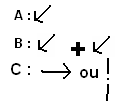 A: ↙
B: ↙ + ↙
C: → ou